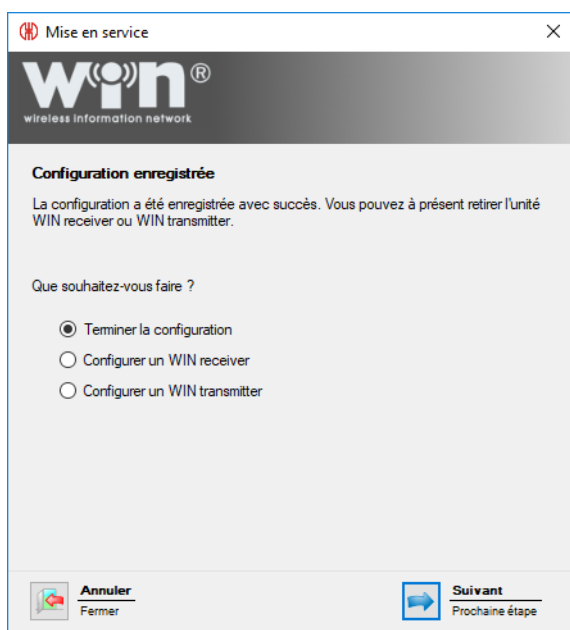 Mise en service
WIN®
wireless information network
Configuration enregistrée
La configuration a été enregistrée avec succès. Vous pouvez à présent retirer l'unité
WIN receiver ou WIN transmitter.
Que souhaitez-vous faire ?
Terminer la configuration
Configurer un WIN receiver
Configurer un WIN transmitter
Annuler
Fermer
Suivant
Prochaine étape